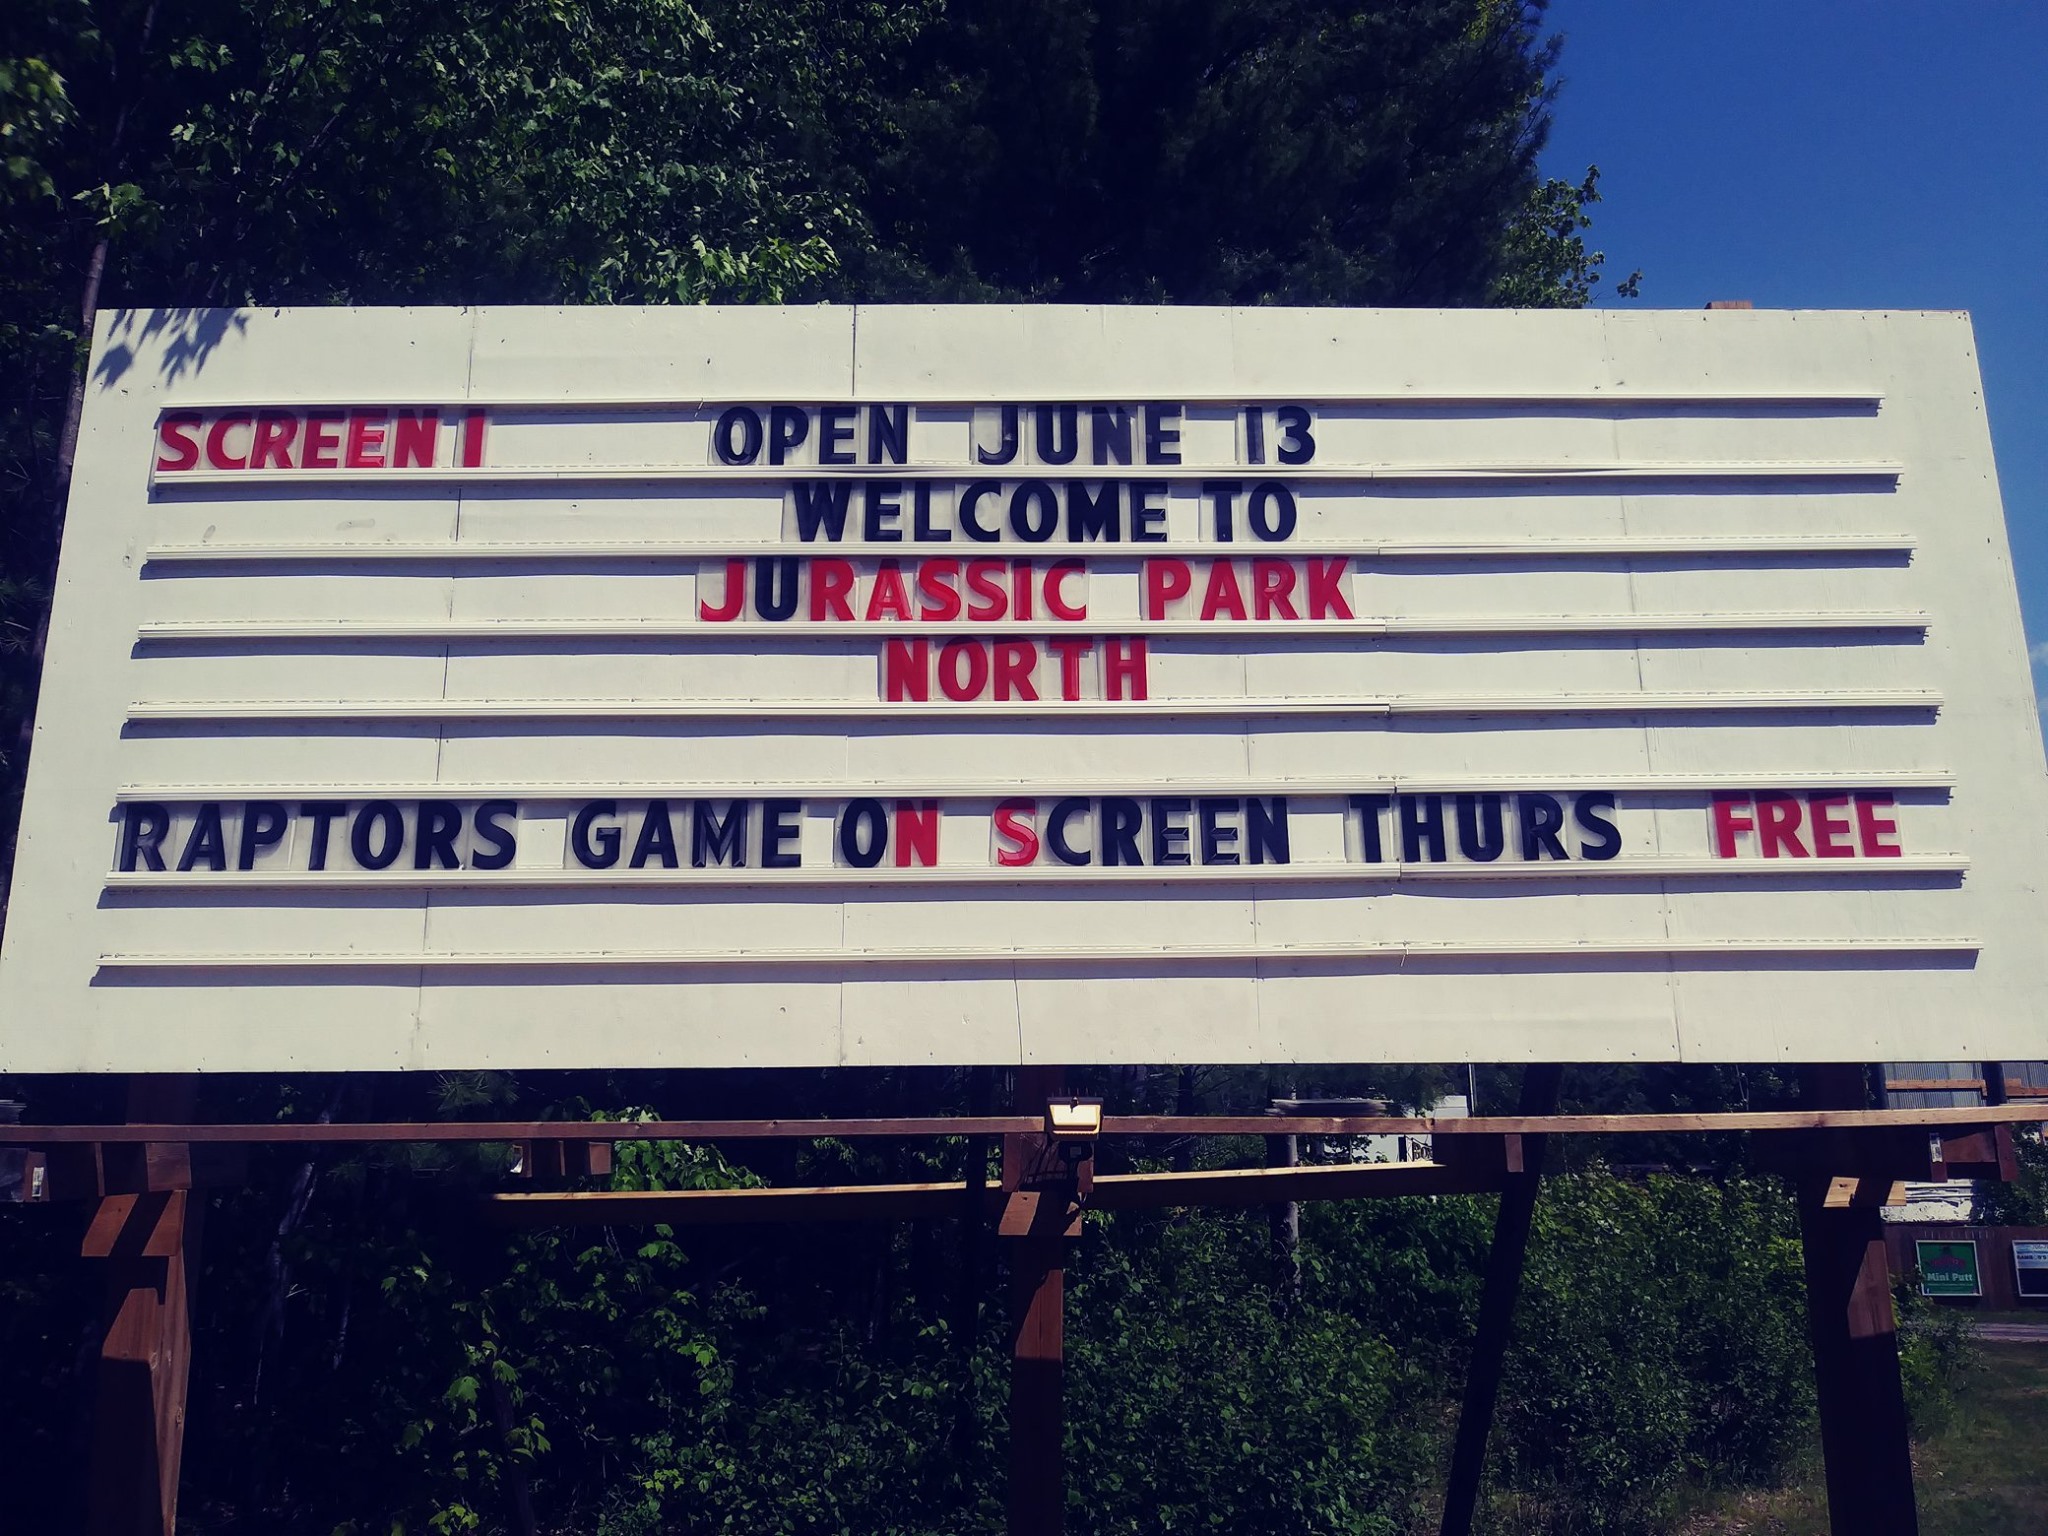 SCREEN 1 OPEN JUNE 13
WELCOME TO
JURASSIC PARK
NORTH
RAPTORS GAME ON SCREEN THURS FREE
Mini Putt